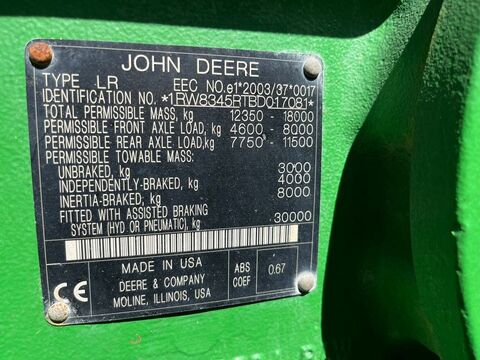 JOHN DEERE
TYPE LR EEC NO.e1*2003/37*0017
IDENTIFICATION NO. *1RW8345RTBD017081*
TOTAL PERMISSIBLE MASS, kg 12350 - 18000
PERMISSIBLE FRONT AXLE LOAD, kg 4600 - 8000
PERMISSIBLE REAR AXLE LOAD,kg 7750 - 11500
PERMISSIBLE TOWABLE MASS:
UNBRAKED, kg 3000
INDEPENDENTLY-BRAKED, kg 4000
INERTIA-BRAKED, kg 8000
FITTED WITH ASSISTED BRAKING
SYSTEM (HYD OR PNEUMATIC), kg 30000
MADE IN USA
DEERE & COMPANY
MOLINE, ILLINOIS, USA
ABS
COEF
0.67
CE